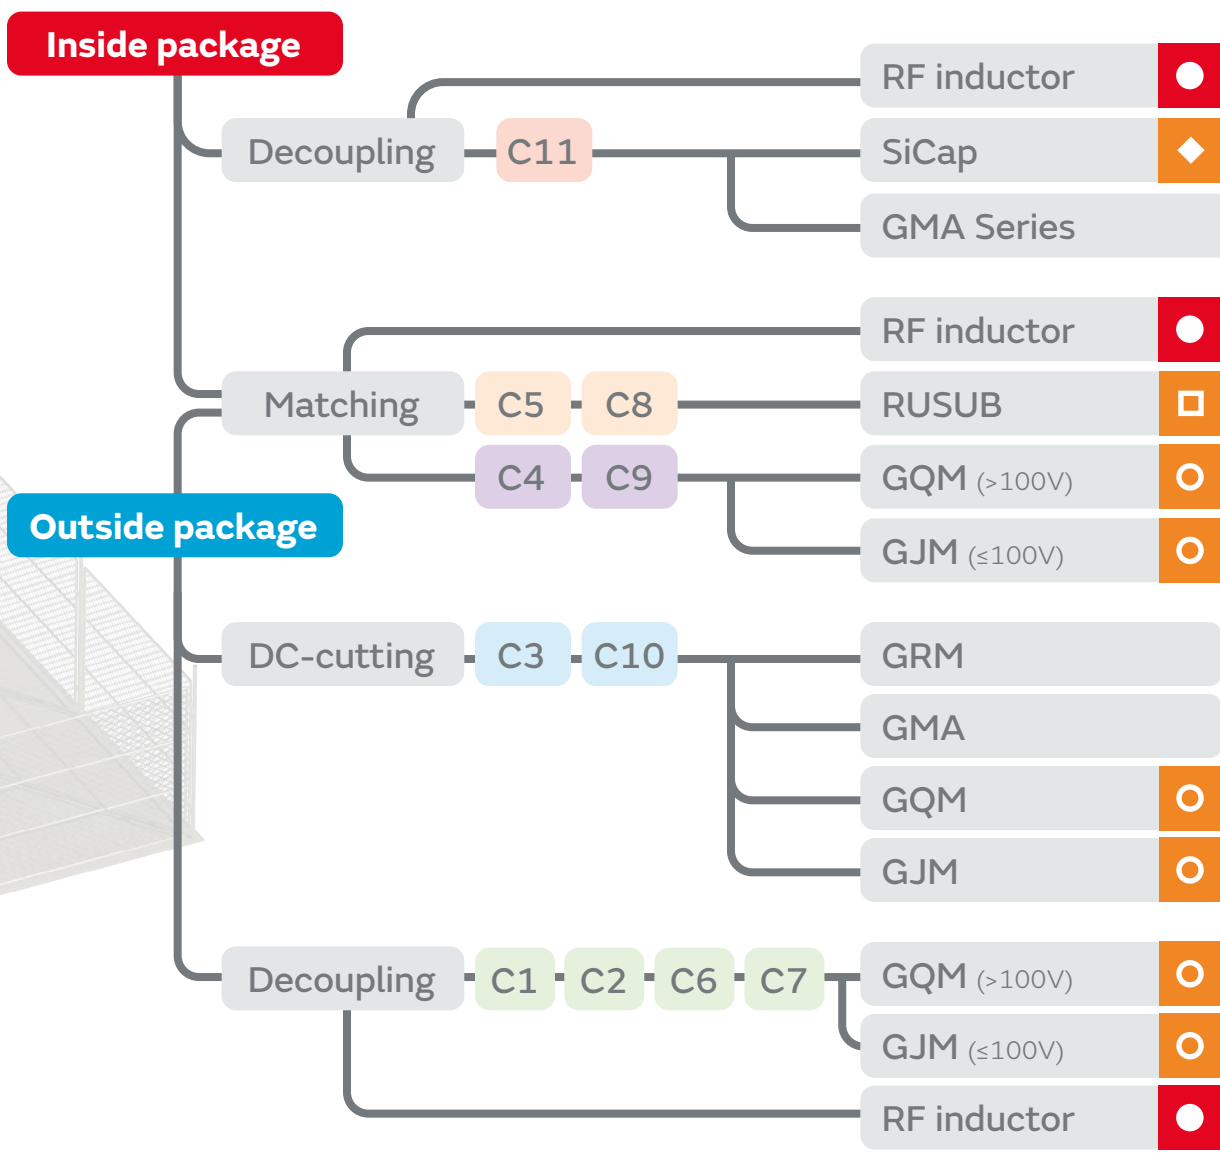 Inside package
RF inductor
Decoupling C11 SiCap
GMA Series
RF inductor
Matching C5 C8 RUSUB
C4 C9 GQM (>100V)
Outside package
GJM (≤100V)
DC-cutting C3 C10 GRM
GMA
GQM
GJM
Decoupling C1 C2 C6 C7 GQM (>100V)
GJM (≤100V)
RF inductor